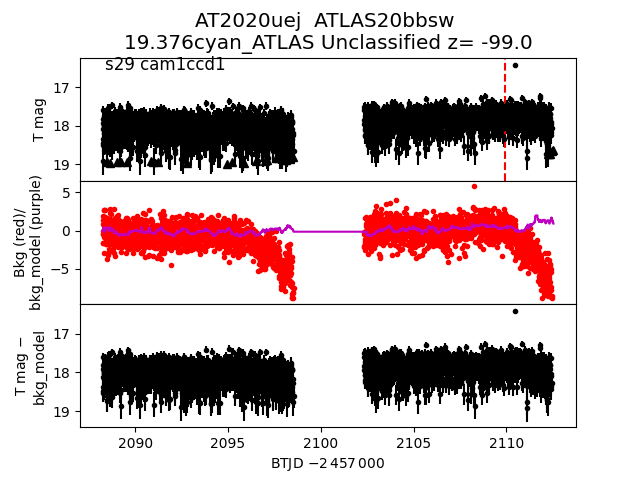 AT2020uej  ATLAS20bbsw
19.376cyan_ATLAS Unclassified z= -99.0
s29 cam1ccd1
T mag
17
18
19
Bkg (red)/
bkg_model (purple)
5
0
−5
T mag −
bkg_model
17
18
19
2090
2095
2100
2105
2110
BTJD −2 457 000